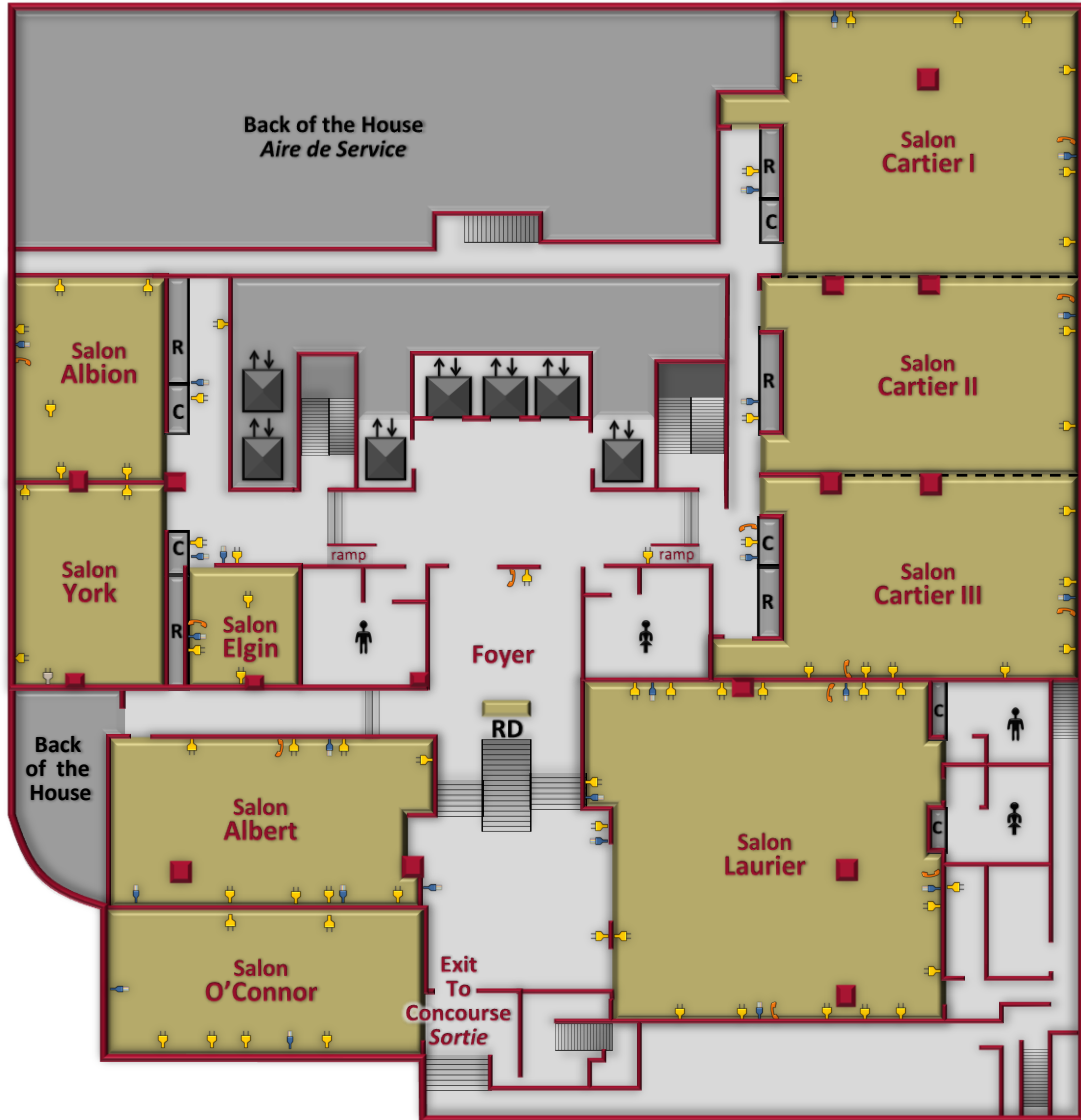 Back of the House
Aire de Service
Salon
Cartier I
R
C
Salon
Albion
R
C
R
Salon
Cartier II
Salon
York
C
R
Salon
Elgin
ramp
ramp
C
R
Salon
Cartier III
Foyer
RD
Back
of the
House
Salon
Albert
C
C
Salon
Laurier
Salon
O'Connor
Exit
To
Concourse
Sortie